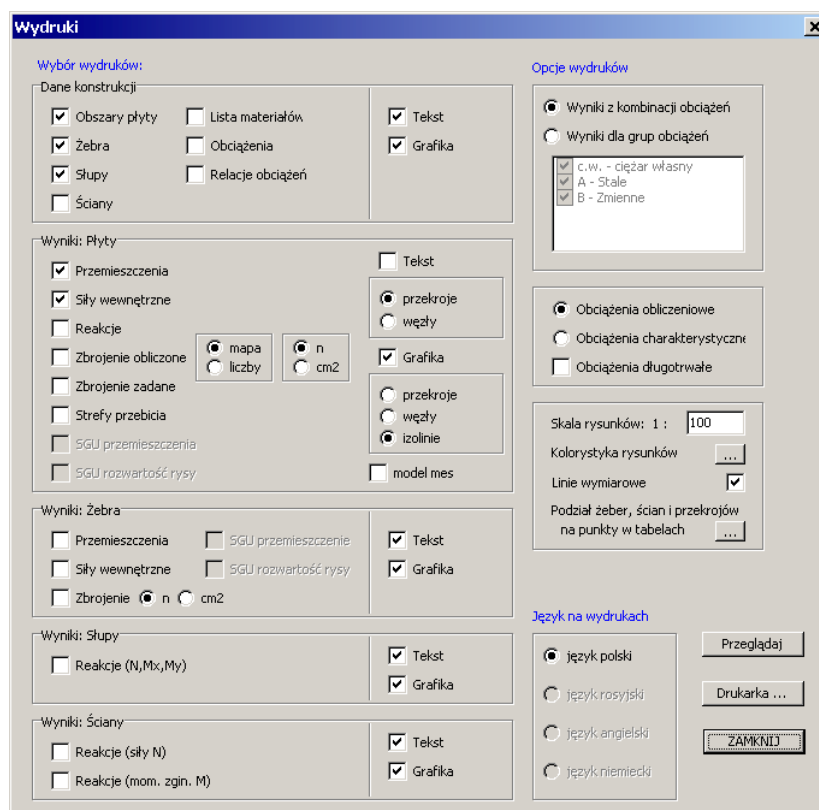 Wydruki
Wybór wydruków:
Dane konstrukcji
Obszary płyty
Lista materiałów
Tekst
Żebra
Obciążenia
Grafika
Słupy
Relacje obciążeń
Ściany
Wyniki: Płyty
Tekst
Przemieszczenia
Siły wewnętrzne
przekroje
węzły
Reakcje
Zbrojenie obliczone
mapa
liczby
n
cm2
Grafika
Zbrojenie zadane
przekroje
Strefy przebicia
węzły
SGU przemieszczenia
izolinie
SGU rozwartość rysy
model mes
Wyniki: Żebra
Przemieszczenia
SGU przemieszczenie
Tekst
Siły wewnętrzne
SGU rozwartość rysy
Grafika
Zbrojenie
n
cm2
Wyniki: Słupy
Reakcje (N,Mx,My)
Tekst
Grafika
Wyniki: Ściany
Reakcje (siły N)
Tekst
Reakcje (mom. zgin. M)
Grafika
Opcje wydruków
Wyniki z kombinacji obciążeń
Wyniki dla grup obciążeń
c.w. - ciężar własny
A - Stale
B - Zmienne
Obciążenia obliczeniowe
Obciążenia charakterystyczne
Obciążenia długotrwałe
Skala rysunków: 1 : 100
Kolorystyka rysunków ...
Linie wymiarowe
Podział żeber, ścian i przekrojów
na punkty w tabelach ...
Język na wydrukach
język polski
język rosyjski
język angielski
język niemiecki
Przeglądaj
Drukarka ...
ZAMKNIJ